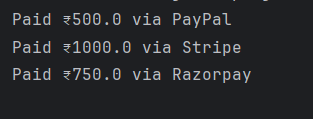 Paid ₹500.0 via PayPal
Paid ₹1000.0 via Stripe
Paid ₹750.0 via Razorpay